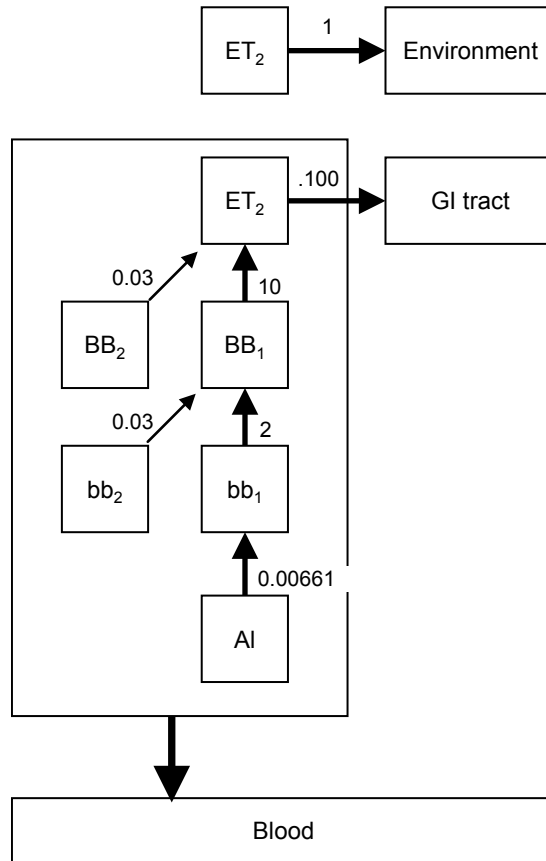 1
ET₂ Environment
.100
ET₂ GI tract
0.03
10
BB₂ BB₁
0.03
2
bb₂ bb₁
0.00661
Al
Blood